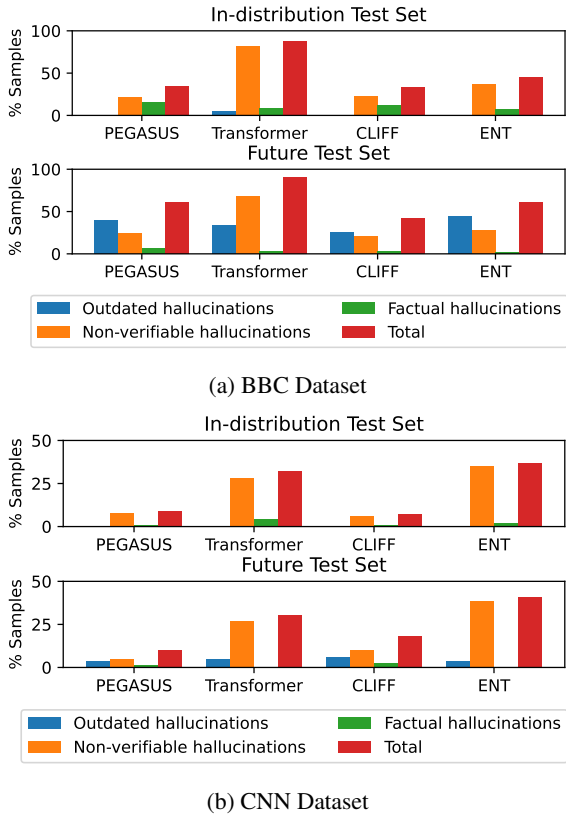 In-distribution Test Set
100
50
0
% Samples
PEGASUS Transformer CLIFF ENT
Future Test Set
100
50
0
% Samples
PEGASUS Transformer CLIFF ENT
Outdated hallucinations Factual hallucinations
Non-verifiable hallucinations Total
(a) BBC Dataset
In-distribution Test Set
50
25
0
% Samples
PEGASUS Transformer CLIFF ENT
Future Test Set
50
25
0
% Samples
PEGASUS Transformer CLIFF ENT
Outdated hallucinations Factual hallucinations
Non-verifiable hallucinations Total
(b) CNN Dataset